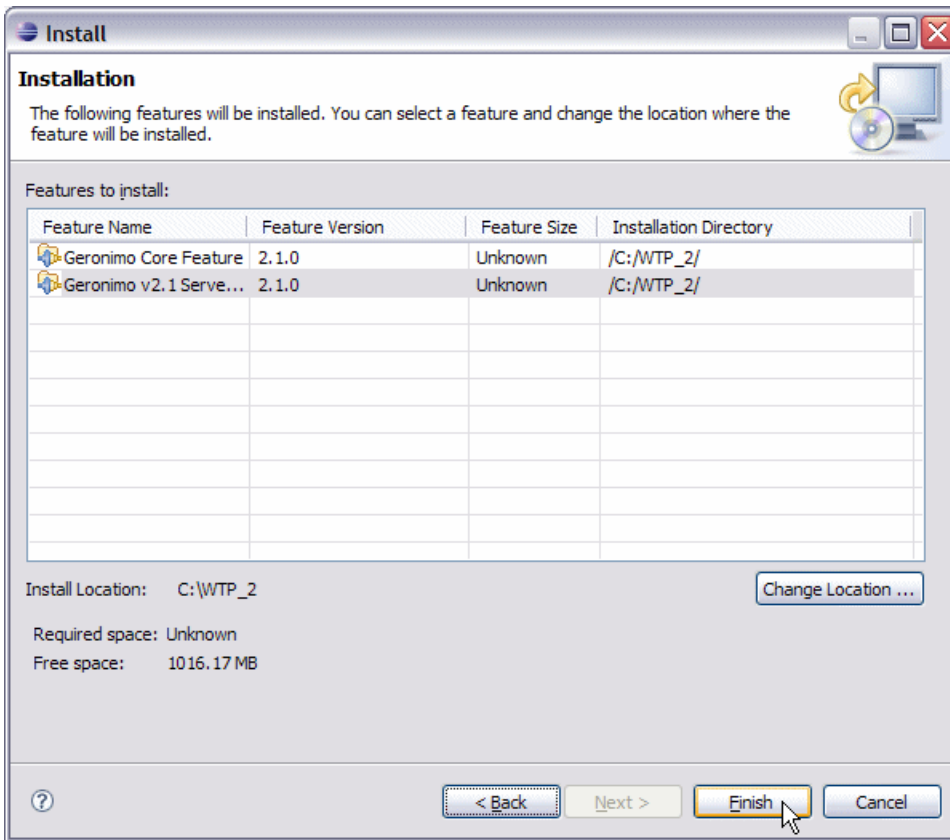 Install
Installation
The following features will be installed. You can select a feature and change the location where the
feature will be installed.
Features to install:
Feature Name Feature Version Feature Size Installation Directory
Geronimo Core Feature 2.1.0 Unknown /C:/WTP_2/
Geronimo v2.1 Serve... 2.1.0 Unknown /C:/WTP_2/
Install Location: C:\WTP_2
Change Location ...
Required space: Unknown
Free space: 1016.17 MB
? < Back Next > Finish Cancel